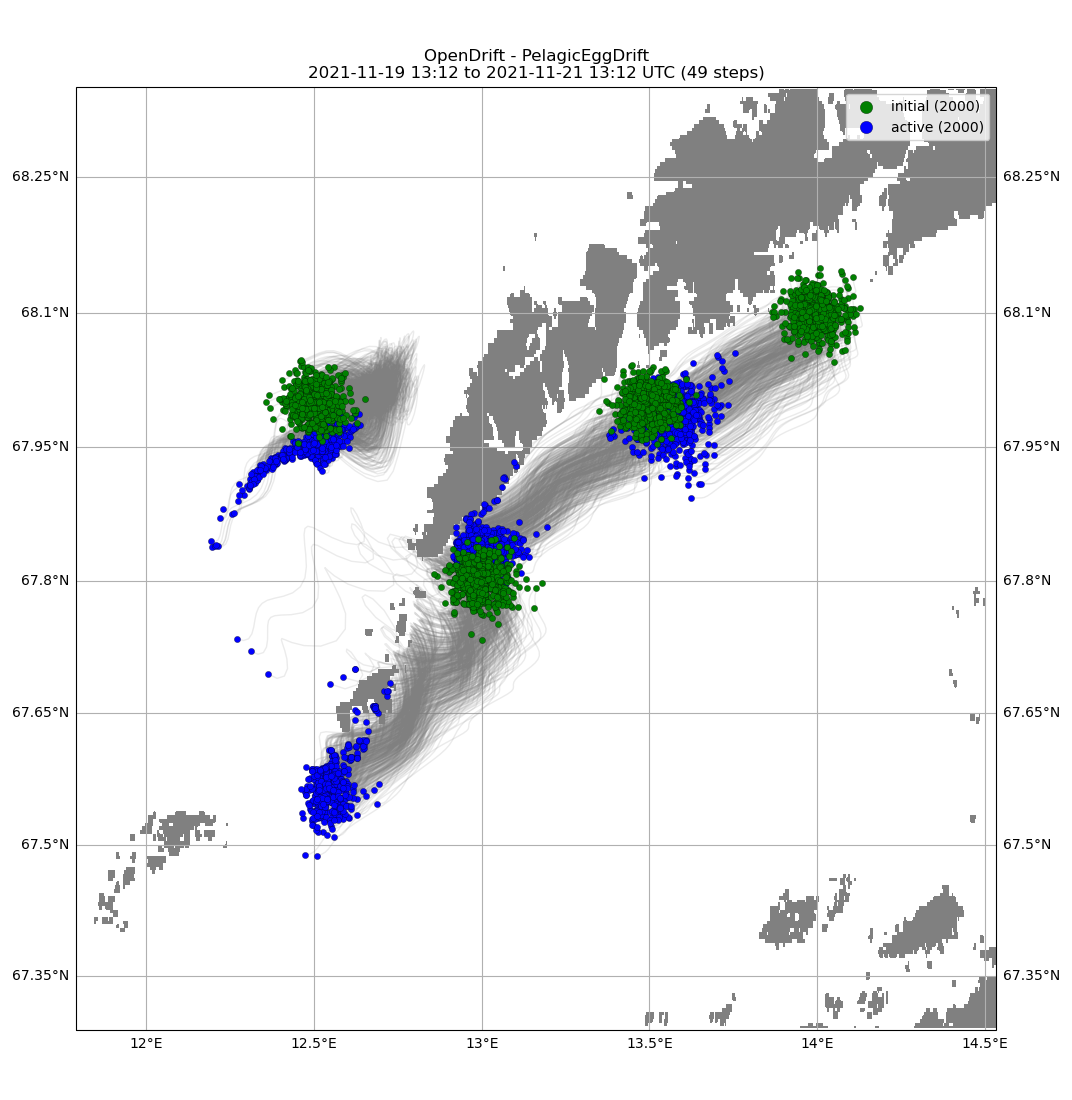 OpenDrift - PelagicEggDrift
2021-11-19 13:12 to 2021-11-21 13:12 UTC (49 steps)
initial (2000)
active (2000)
68.25°N
68.25°N
68.1°N
68.1°N
67.95°N
67.95°N
67.8°N
67.8°N
67.65°N
67.65°N
67.5°N
67.5°N
67.35°N
67.35°N
12°E
12.5°E
13°E
13.5°E
14°E
14.5°E